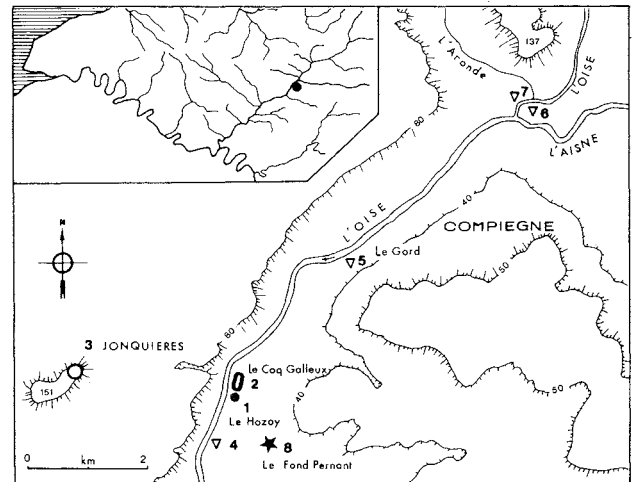 137
L'Aronde
L'OISE
7
6
L'AISNE
80
40
COMPIEGNE
L'OISE
5 Le Gord
50
N
3 JONQUIERES
151
80
Le Coq Galleux
2
1
Le Hozoy
40
50
4
8
Le Fond Pernant
0 km 2